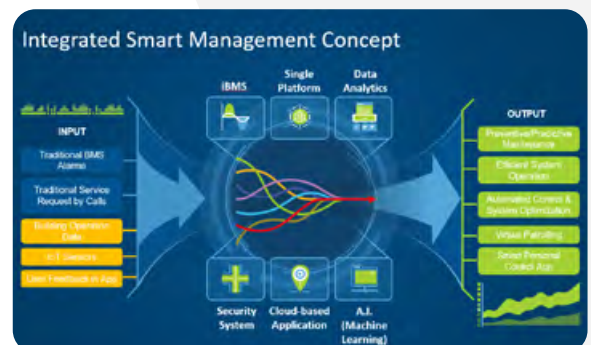 Integrated Smart Management Concept
iBMS
Single
Platform
Data
Analytics
INPUT
Traditional BMS
Alarms
Traditional Service
Request by Calls
Building Operation
Data
IoT Sensors
User Feedback in App
Security
System
Cloud-based
Application
A.I.
(Machine
Learning)
OUTPUT
Preventive/Predictive
Maintenance
Efficient System
Operation
Automated Control &
System Optimization
Virtual Patrolling
Smart Personal
Control App